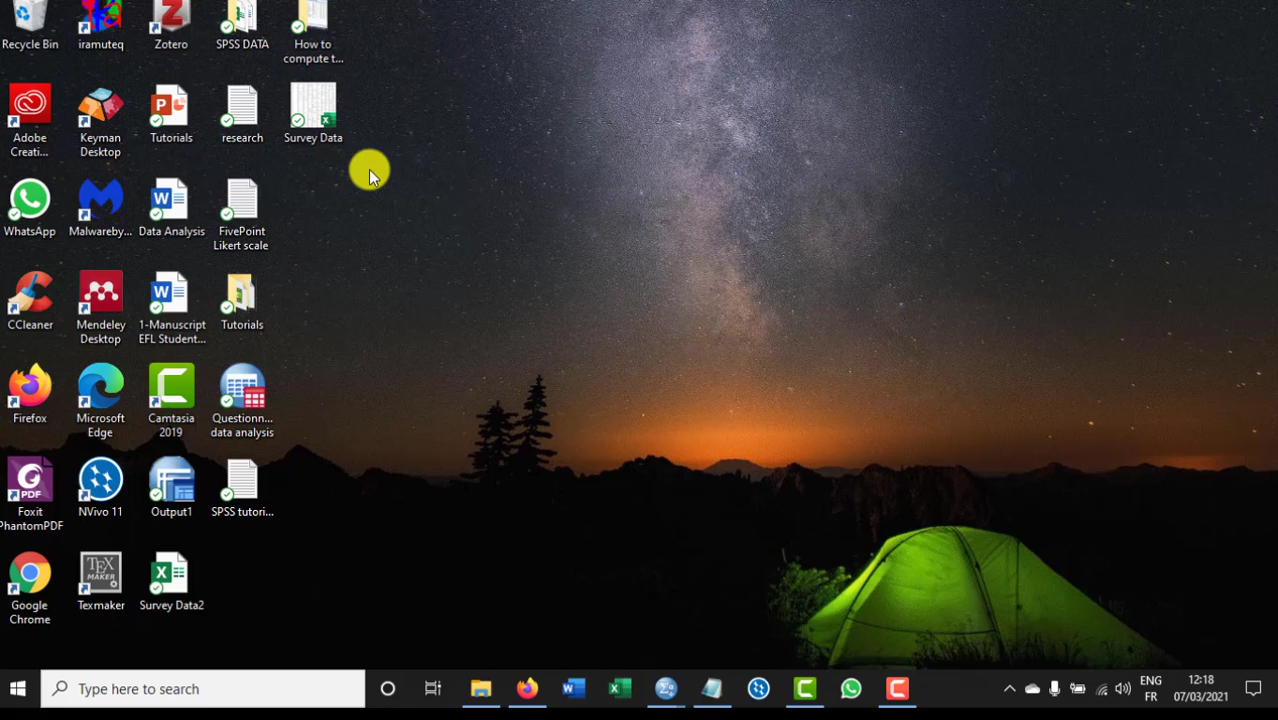 Recycle Bin
iramuteq
Zotero
SPSS DATA
How to
compute t...
Adobe
Creati...
Keyman
Desktop
Tutorials
research
Survey Data
WhatsApp
Malwareby...
Data Analysis
FivePoint
Likert scale
CCleaner
Mendeley
Desktop
1-Manuscript
EFL Student...
Tutorials
Firefox
Microsoft
Edge
Camtasia
2019
Questionn...
data analysis
Foxit
PhantomPDF
NVivo 11
Output1
SPSS tutori...
Google
Chrome
TEX
MAKER
Texmaker
Survey Data2
PDF
Type here to search
ENG
FR
12:18
07/03/2021